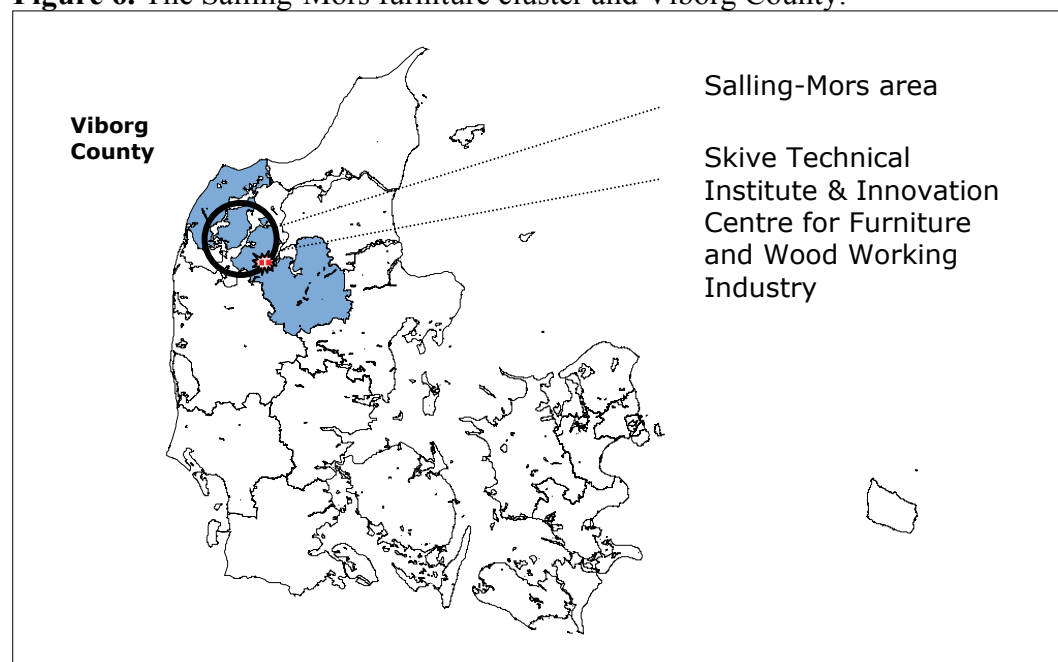 Figure 6. The Salling-Mors furniture cluster and Viborg County.
Salling-Mors area
Viborg
County
Skive Technical
Institute & Innovation
Centre for Furniture
and Wood Working
Industry